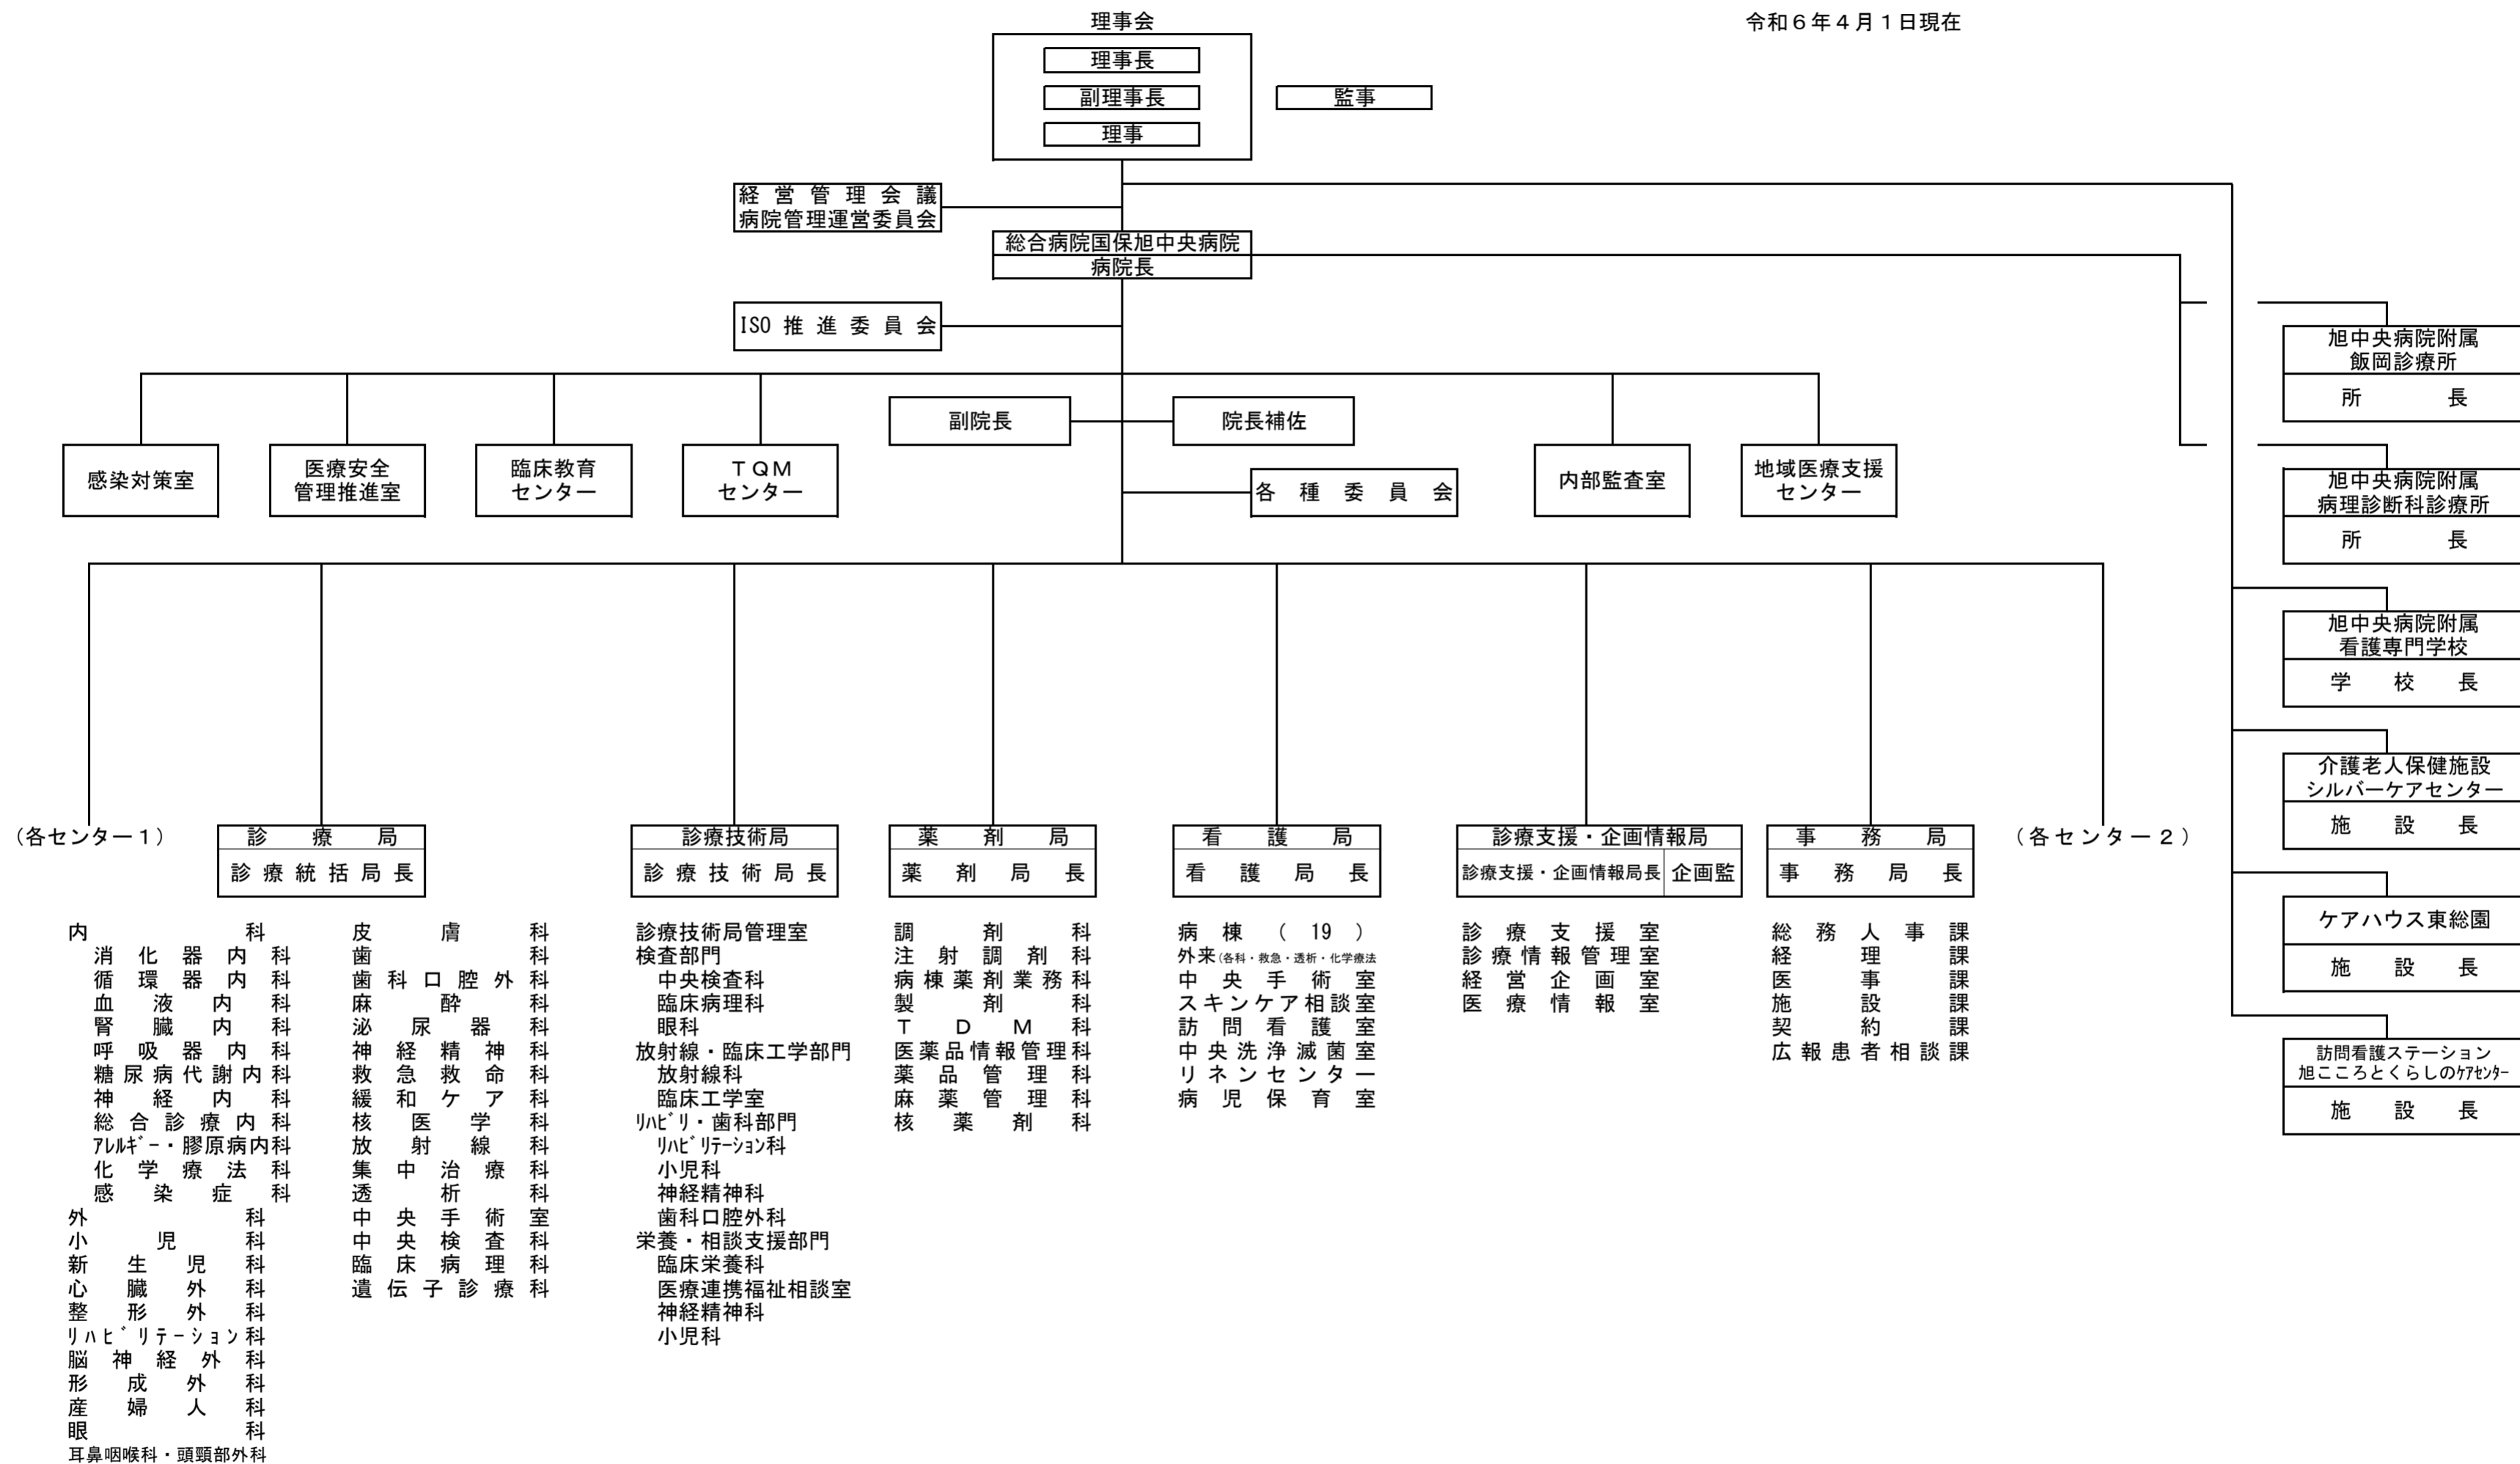 理事会
令和６年４月１日現在
理事長
副理事長
監事
理事
経営管理会議
病院管理運営委員会
総合病院国保旭中央病院
病院長
ISO推進委員会
副院長
院長補佐
感染対策室
医療安全
管理推進室
臨床教育
センター
ＴＱＭ
センター
各種委員会
内部監査室
地域医療支援
センター
旭中央病院附属
飯岡診療所
所長
旭中央病院附属
病理診断科診療所
所長
旭中央病院附属
看護専門学校
学校長
介護老人保健施設
シルバーケアセンター
施設長
ケアハウス東総園
施設長
訪問看護ステーション
旭こころとくらしのｹｱｾﾝﾀｰ
施設長
（各センター１）
診療局
診療統括局長
内科
消化器内科
循環器内科
血液内科
腎臓内科
呼吸器内科
糖尿病代謝内科
神経内科
総合診療内科
ｱﾚﾙｷﾞｰ・膠原病内科
化学療法科
感染症科
外科
小児科
新生児科
心臓外科
整形外科
ﾘﾊﾋﾞﾘﾃｰｼｮﾝ科
脳神経外科
形成外科
産婦人科
眼科
耳鼻咽喉科・頭頸部外科
皮膚科
歯科
歯科口腔外科
麻酔科
泌尿器科
神経精神科
救急救命科
緩和ケア科
核医学科
放射線科
集中治療科
透析科
中央手術室
中央検査科
臨床病理科
遺伝子診療科
診療技術局
診療技術局長
診療技術局管理室
検査部門
中央検査科
臨床病理科
眼科
放射線・臨床工学部門
放射線科
臨床工学室
ﾘﾊﾋﾞﾘ・歯科部門
ﾘﾊﾋﾞﾘﾃｰｼｮﾝ科
小児科
神経精神科
歯科口腔外科
栄養・相談支援部門
臨床栄養科
医療連携福祉相談室
神経精神科
小児科
薬剤局
薬剤局長
調剤科
注射調剤科
病棟薬剤業務科
製剤科
ＴＤＭ科
医薬品情報管理科
薬品管理科
麻薬管理科
核薬剤科
看護局
看護局長
病棟（19）
外来(各科・救急・透析・化学療法
中央手術室
スキンケア相談室
訪問看護室
中央洗浄滅菌室
リネンセンター
病児保育室
診療支援・企画情報局
診療支援・企画情報局長 企画監
診療支援室
診療情報管理室
経営企画室
医療情報室
事務局
事務局長
総務人事課
経理課
医事課
施設課
契約課
広報患者相談課
（各センター２）